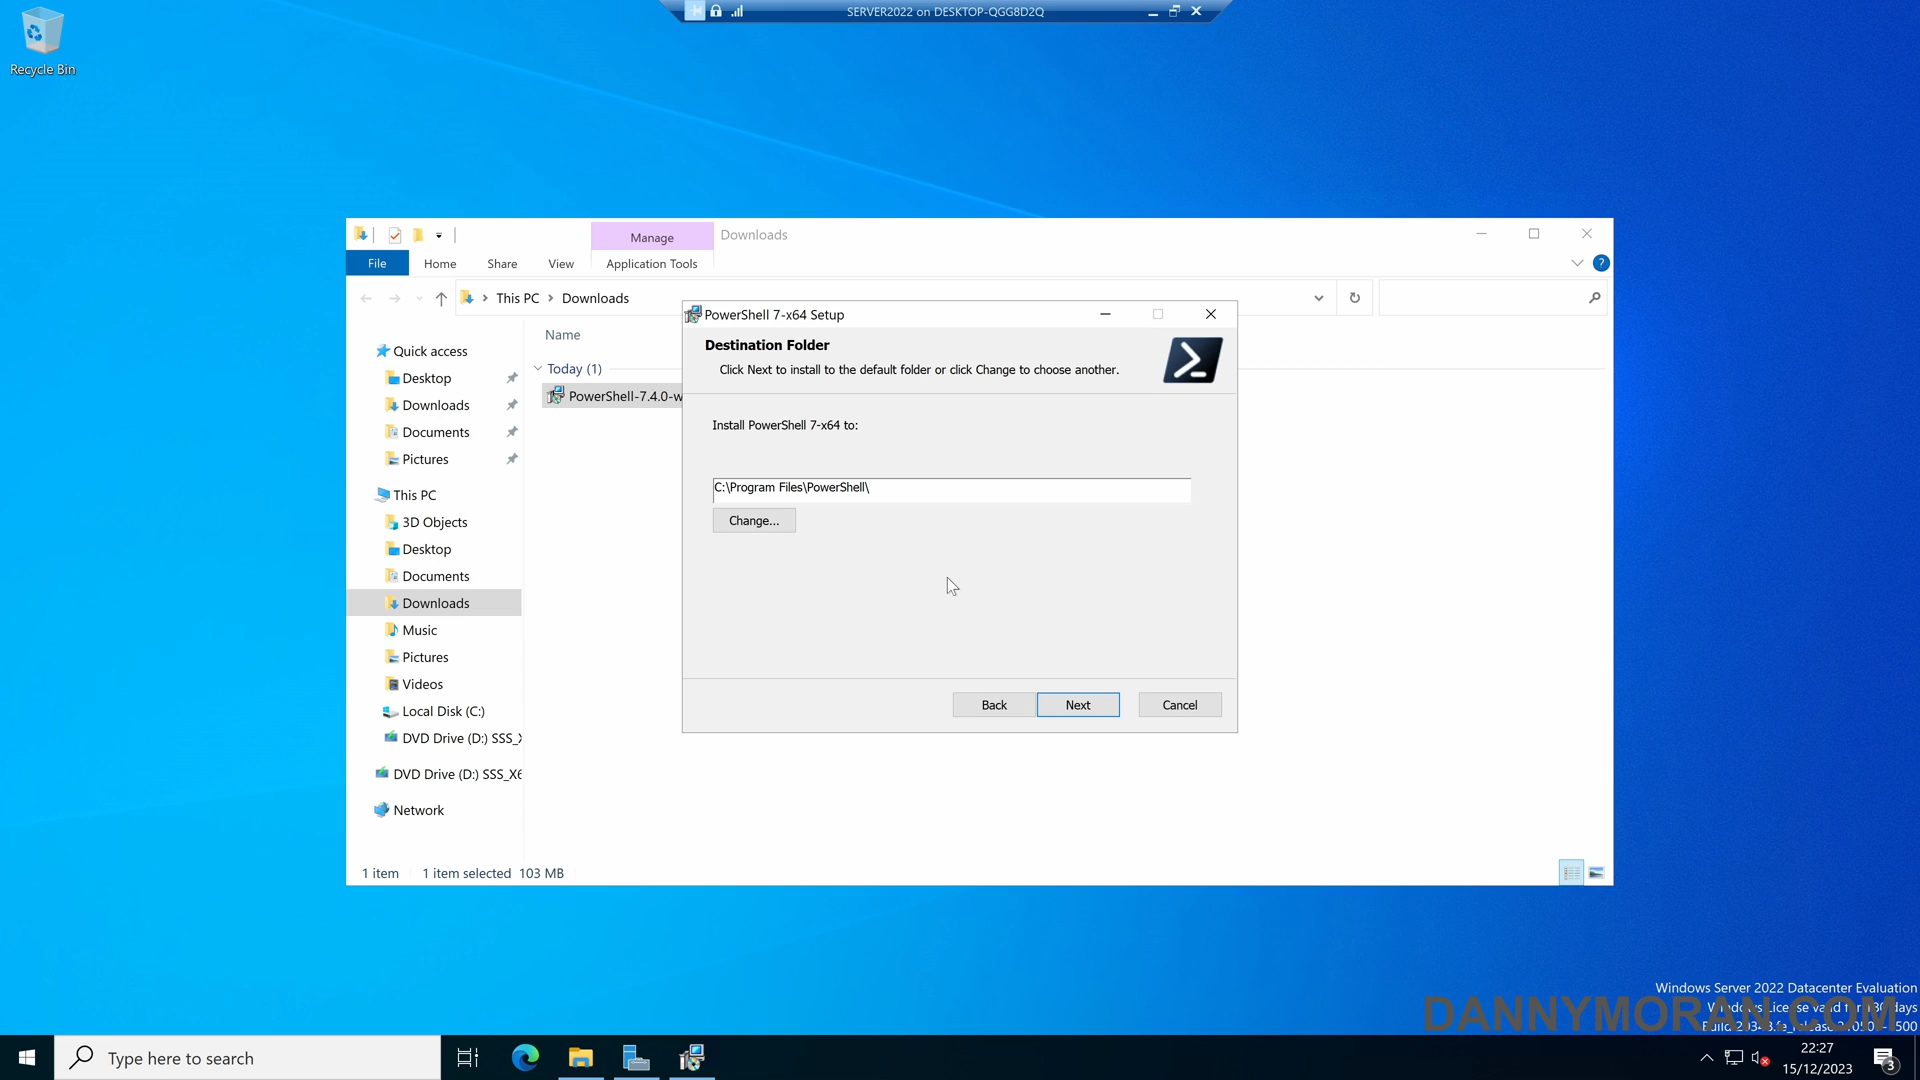 SERVER2022 on DESKTOP-QGG8D2Q
Recycle Bin
Manage
Downloads
File
Home
Share
View
Application Tools
This PC
Downloads
Name
Today (1)
PowerShell-7.4.0-w
Quick access
Desktop
Downloads
Documents
Pictures
This PC
3D Objects
Desktop
Documents
Downloads
Music
Pictures
Videos
Local Disk (C:)
DVD Drive (D:) SSS_X
DVD Drive (D:) SSS_X6
Network
1 item
1 item selected 103 MB
PowerShell 7-x64 Setup
Destination Folder
Click Next to install to the default folder or click Change to choose another.
Install PowerShell 7-x64 to:
C:\Program Files\PowerShell\
Change...
Back
Next
Cancel
Windows Server 2022 Datacenter Evaluation
days
DANNYMORAN.COM
Type here to search
22:27
15/12/2023
3